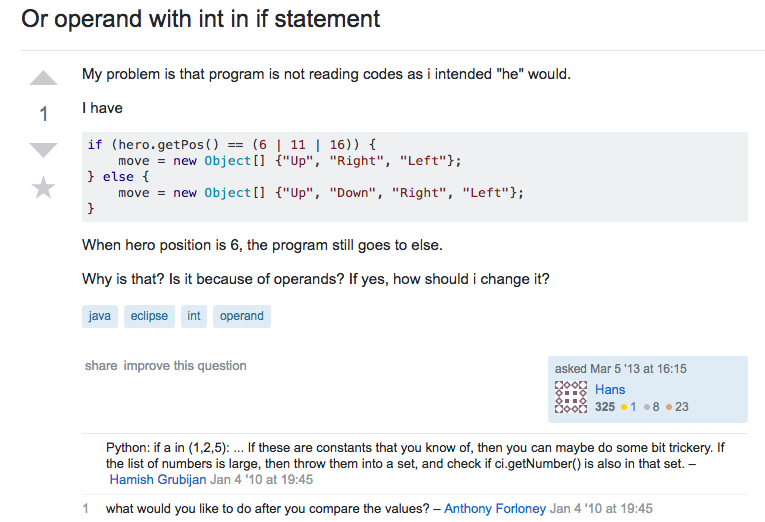 Or operand with int in if statement
My problem is that program is not reading codes as i intended "he" would.
1
I have
if (hero.getPos() == (6 | 11 | 16)) {
    move = new Object[] {"Up", "Right", "Left"};
} else {
    move = new Object[] {"Up", "Down", "Right", "Left"};
}
When hero position is 6, the program still goes to else.
Why is that? Is it because of operands? If yes, how should i change it?
java eclipse int operand
share improve this question
asked Mar 5 '13 at 16:15
Hans
325 1 8 23
Python: if a in (1,2,5): ... If these are constants that you know of, then you can maybe do some bit trickery. If
the list of numbers is large, then throw them into a set, and check if ci.getNumber() is also in that set. –
Hamish Grubijan Jan 4 '10 at 19:45
1 what would you like to do after you compare the values? – Anthony Forloney Jan 4 '10 at 19:45